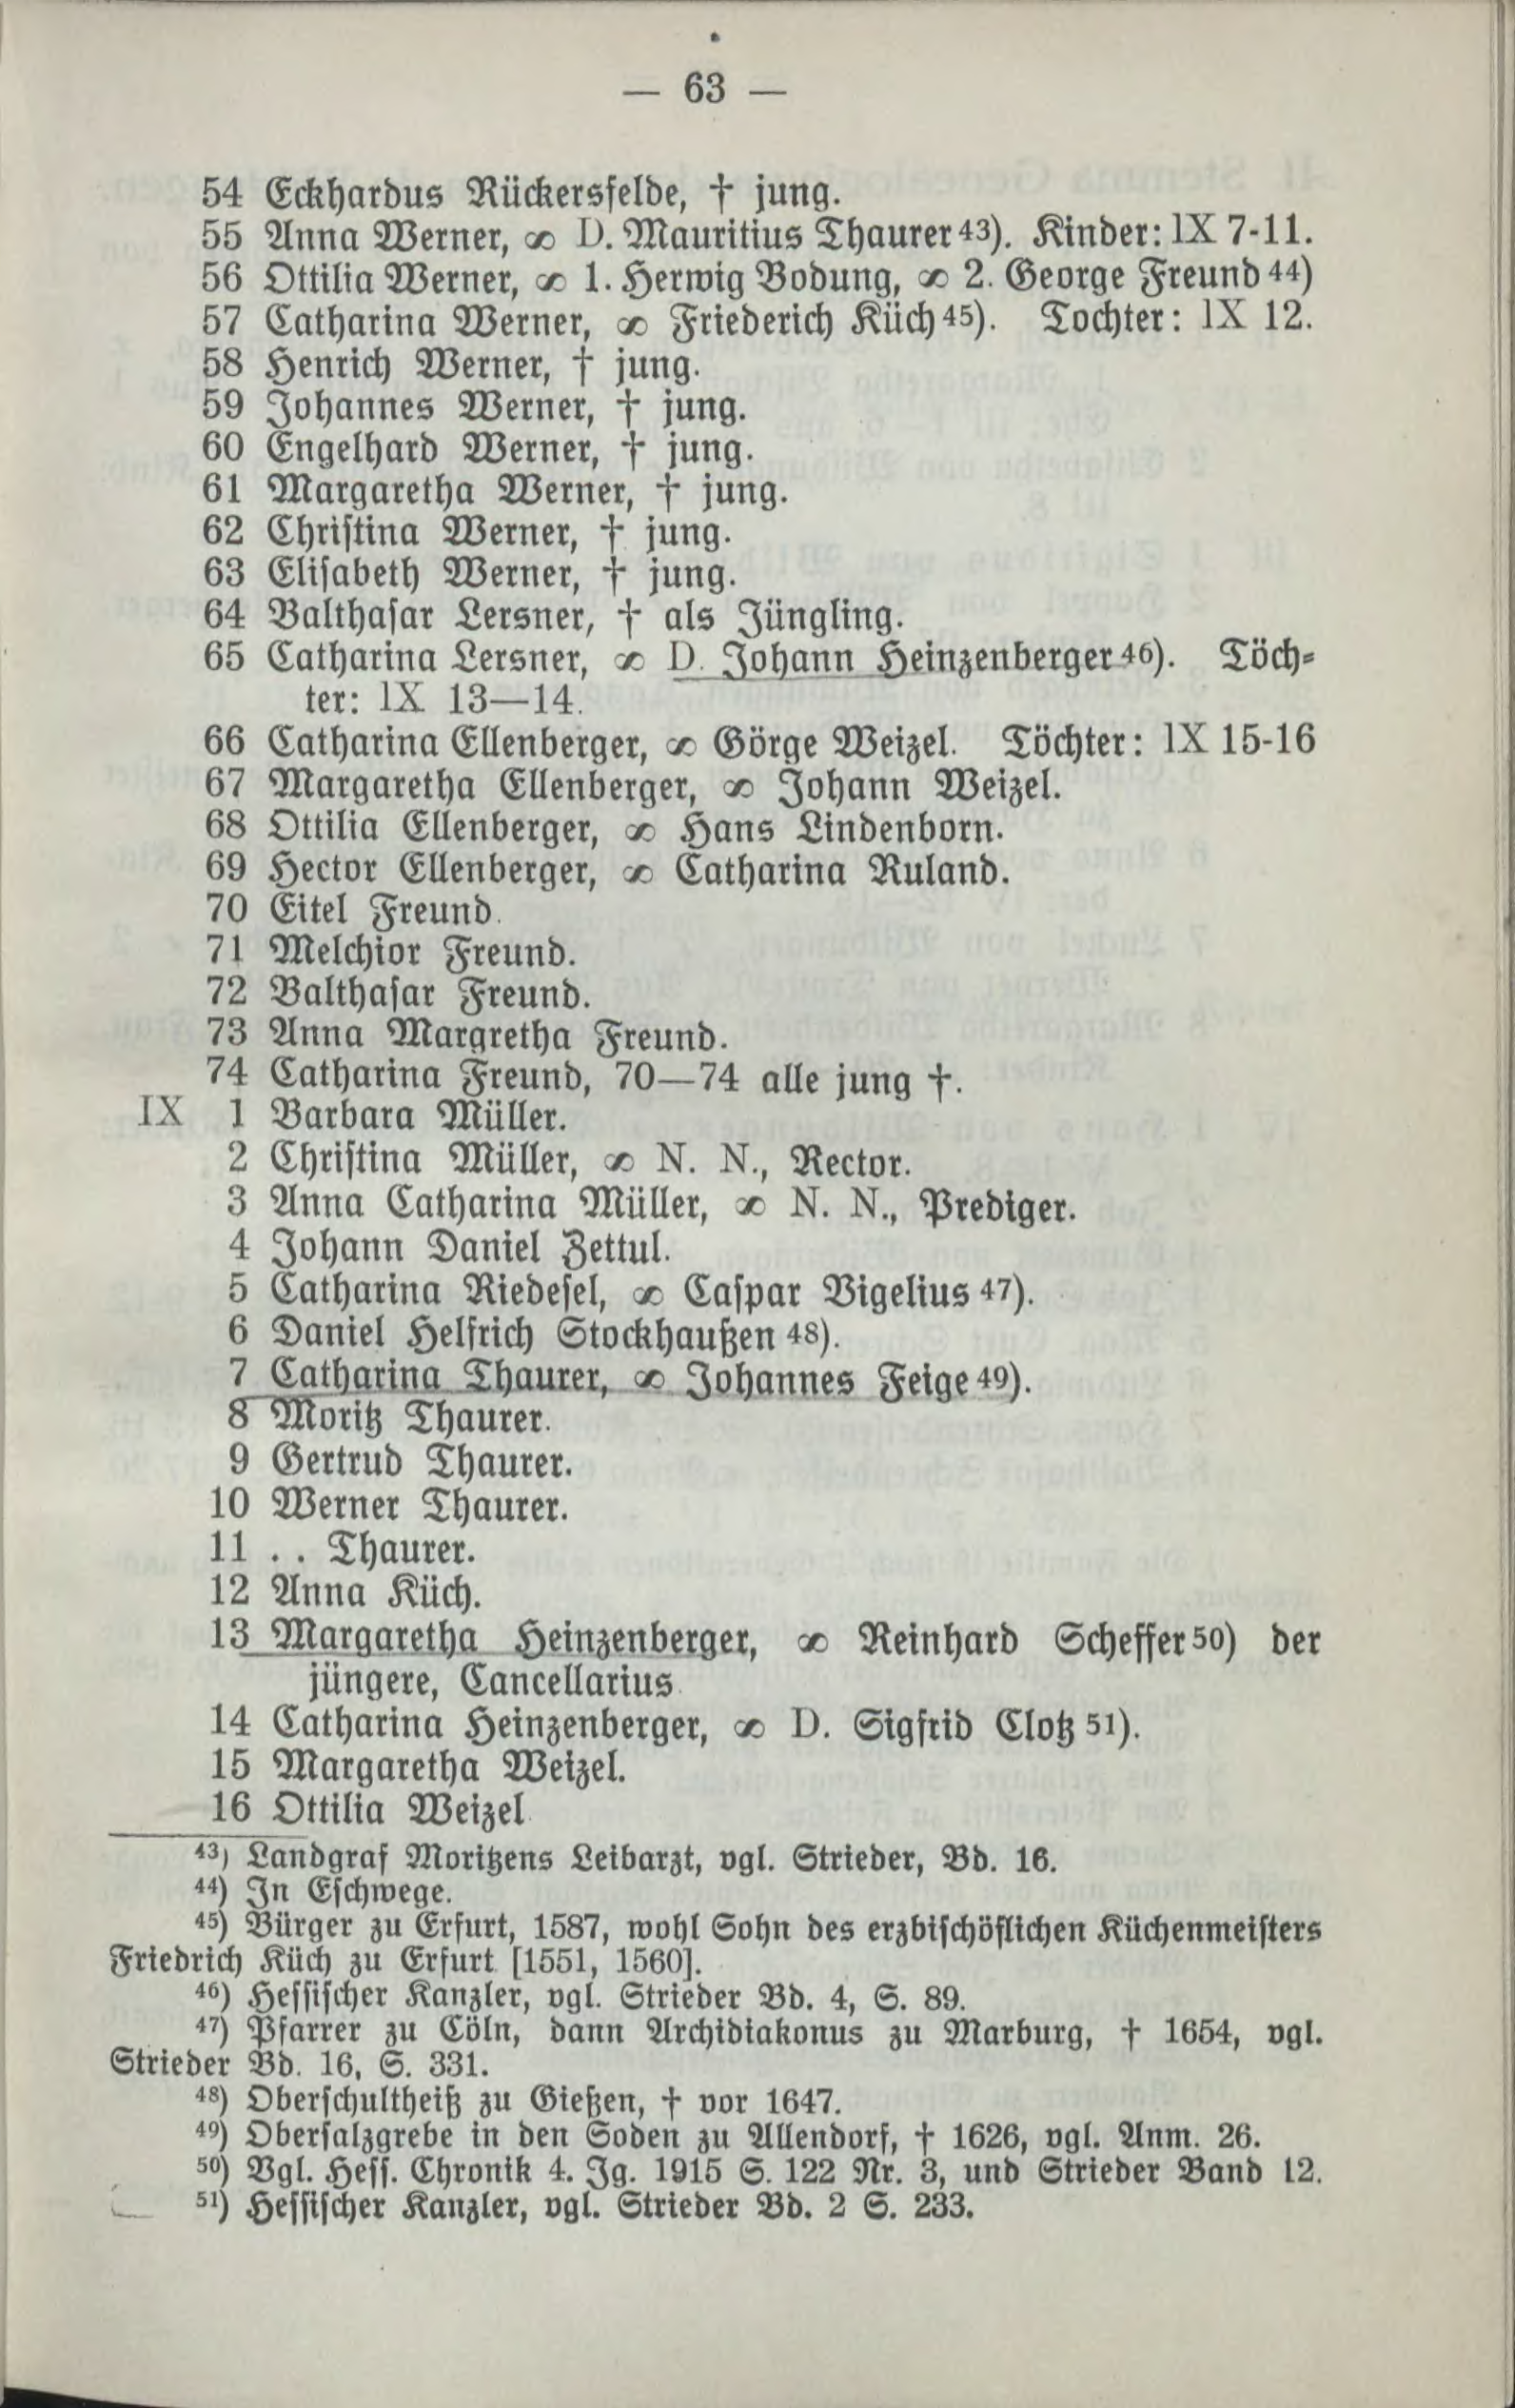 — 63 —
54 Eckhardus Rückersfelde, † jung.
55 Anna Werner, ∞ D. Mauritius Thaurer 43). Kinder: IX 7-11.
56 Ottilia Werner, ∞ 1. Herwig Bodung, ∞ 2. George Freund 44)
57 Catharina Werner, ∞ Friederich Küch 45). Tochter: IX 12.
58 Henrich Werner, † jung.
59 Johannes Werner, † jung.
60 Engelhard Werner, † jung.
61 Margaretha Werner, † jung.
62 Christina Werner, † jung.
63 Elisabeth Werner, † jung.
64 Balthasar Lersner, † als Jüngling.
65 Catharina Lersner, ∞ D. Johann Heinzenberger 46). Töch-
ter: IX 13—14.
66 Catharina Ellenberger, ∞ Görge Weizel. Töchter: IX 15-16
67 Margaretha Ellenberger, ∞ Johann Weizel.
68 Ottilia Ellenberger, ∞ Hans Lindenborn.
69 Hector Ellenberger, ∞ Catharina Ruland.
70 Eitel Freund.
71 Melchior Freund.
72 Balthasar Freund.
73 Anna Margretha Freund.
74 Catharina Freund, 70—74 alle jung †.
IX 1 Barbara Müller.
2 Christina Müller, ∞ N. N., Rector.
3 Anna Catharina Müller, ∞ N. N., Prediger.
4 Johann Daniel Zettul.
5 Catharina Riedesel, ∞ Caspar Vigelius 47).
6 Daniel Helfrich Stockhaußen 48).
7 Catharina Thaurer, ∞ Johannes Feige 49).
8 Moritz Thaurer.
9 Gertrud Thaurer.
10 Werner Thaurer.
11 . . Thaurer.
12 Anna Küch.
13 Margaretha Heinzenberger, ∞ Reinhard Scheffer 50) der
jüngere, Cancellarius.
14 Catharina Heinzenberger, ∞ D. Sigfrid Clotz 51).
15 Margaretha Weizel.
16 Ottilia Weizel.
43) Landgraf Moritzens Leibarzt, vgl. Strieder, Bd. 16.
44) In Eschwege.
45) Bürger zu Erfurt, 1587, wohl Sohn des erzbischöflichen Küchenmeisters
Friedrich Küch zu Erfurt [1551, 1560].
46) Hessischer Kanzler, vgl. Strieder Bd. 4, S. 89.
47) Pfarrer zu Cöln, dann Archidiakonus zu Marburg, † 1654, vgl.
Strieder Bd. 16, S. 331.
48) Oberschultheiß zu Gießen, † vor 1647.
49) Obersalzgrebe in den Soden zu Allendorf, † 1626, vgl. Anm. 26.
50) Vgl. Hess. Chronik 4. Jg. 1915 S. 122 Nr. 3, und Strieder Band 12.
51) Hessischer Kanzler, vgl. Strieder Bd. 2 S. 233.